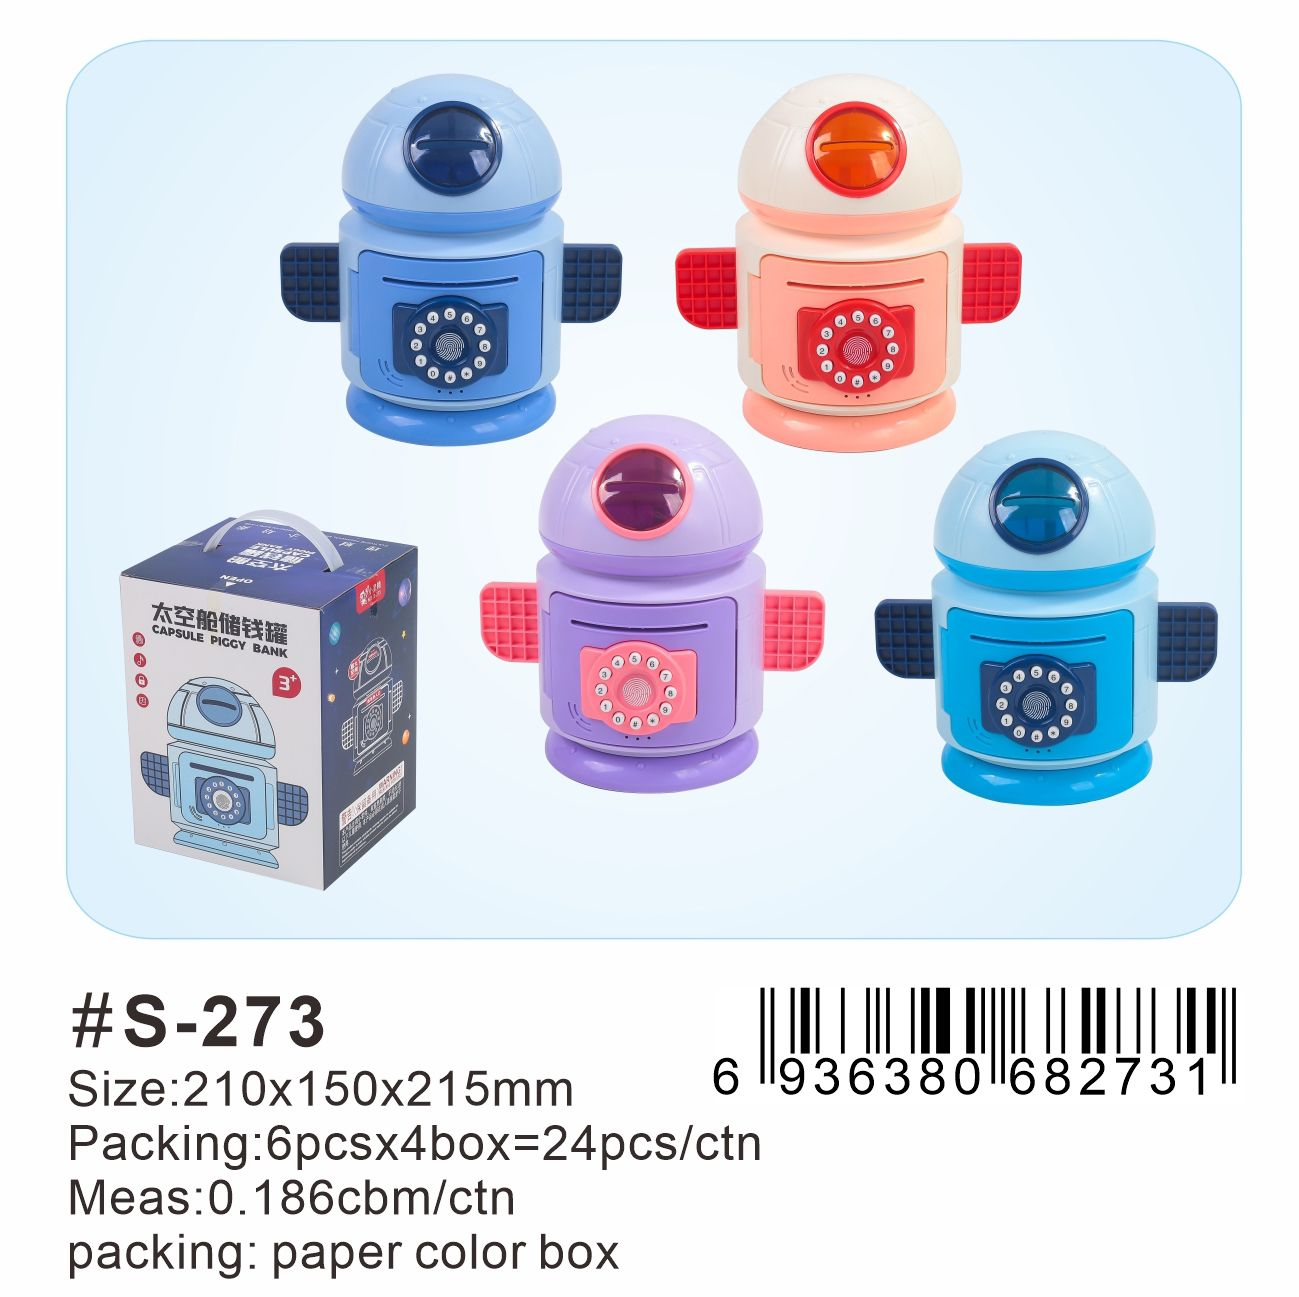 OPEN
太空舱储钱罐
CAPSULE PIGGY BANK
3+
#S-273
Size:210x150x215mm
Packing:6pcsx4box=24pcs/ctn
Meas:0.186cbm/ctn
packing: paper color box
6 936380 682731